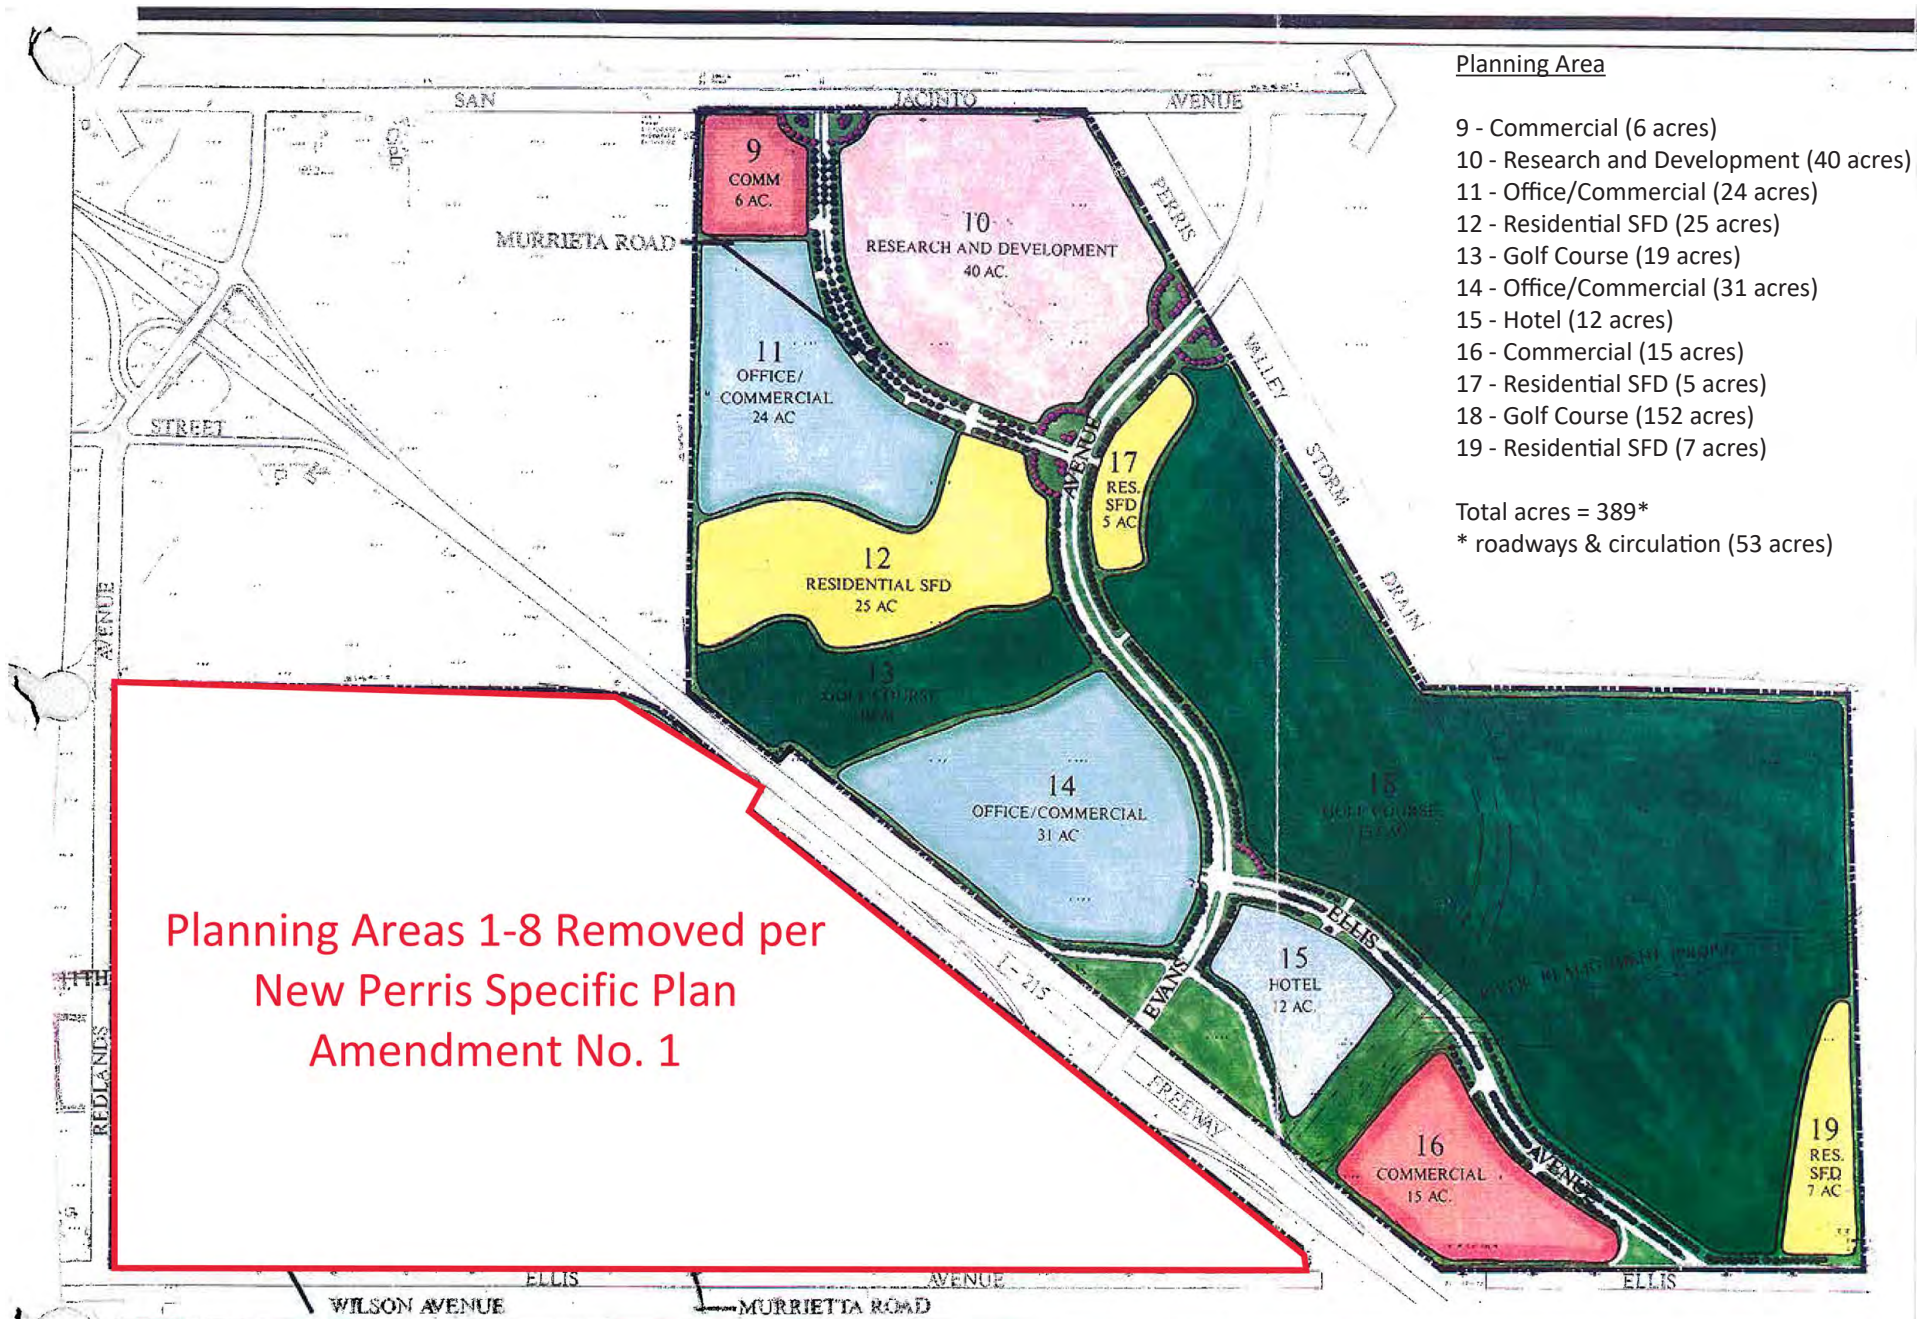 Planning Area
9 - Commercial (6 acres)
10 - Research and Development (40 acres)
11 - Office/Commercial (24 acres)
12 - Residential SFD (25 acres)
13 - Golf Course (19 acres)
14 - Office/Commercial (31 acres)
15 - Hotel (12 acres)
16 - Commercial (15 acres)
17 - Residential SFD (5 acres)
18 - Golf Course (152 acres)
19 - Residential SFD (7 acres)
Total acres = 389*
* roadways & circulation (53 acres)
SAN JACINTO AVENUE
9
COMM
6 AC.
MURRIETA ROAD
10
RESEARCH AND DEVELOPMENT
40 AC.
PERRIS VALLEY STORM DRAIN
11
OFFICE/
COMMERCIAL
24 AC
STREET
AVENUE
17
RES.
SFD
5 AC
12
RESIDENTIAL SFD
25 AC
AVENUE
13
GOLF COURSE
14
OFFICE/COMMERCIAL
31 AC
18
GOLF COURSE
Planning Areas 1-8 Removed per
New Perris Specific Plan
Amendment No. 1
ELLIS
15
HOTEL
12 AC.
I-215
EVANS
RIVER REALIGNMENT
11TH
REDLANDS
FREEWAY
16
COMMERCIAL
15 AC.
AVENUE
19
RES.
SFD
7 AC
ELLIS
AVENUE
ELLIS
WILSON AVENUE
MURRIETTA ROAD